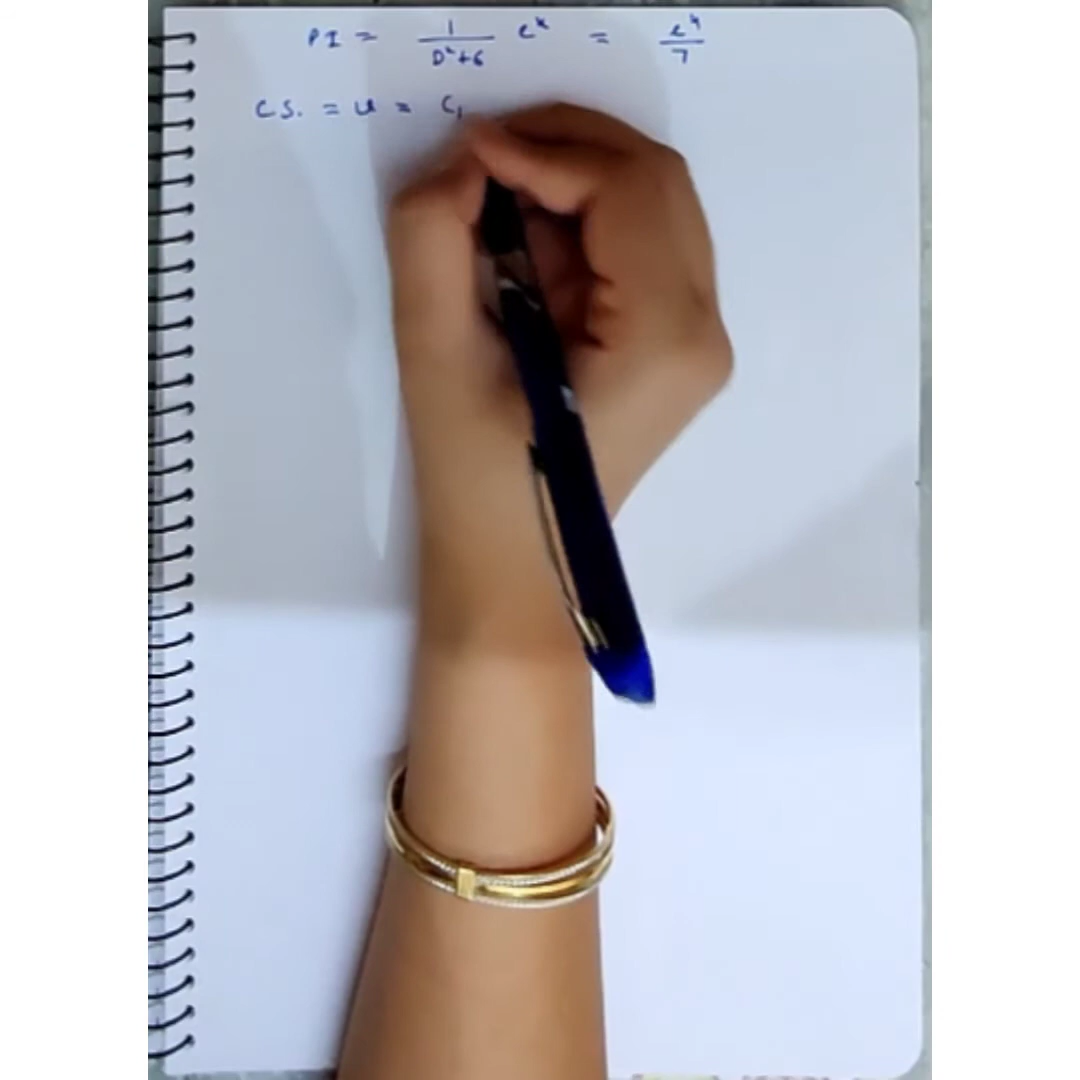 PI = 1/(D²+6) eˣ = eˣ/7
C.S. = u = C₁